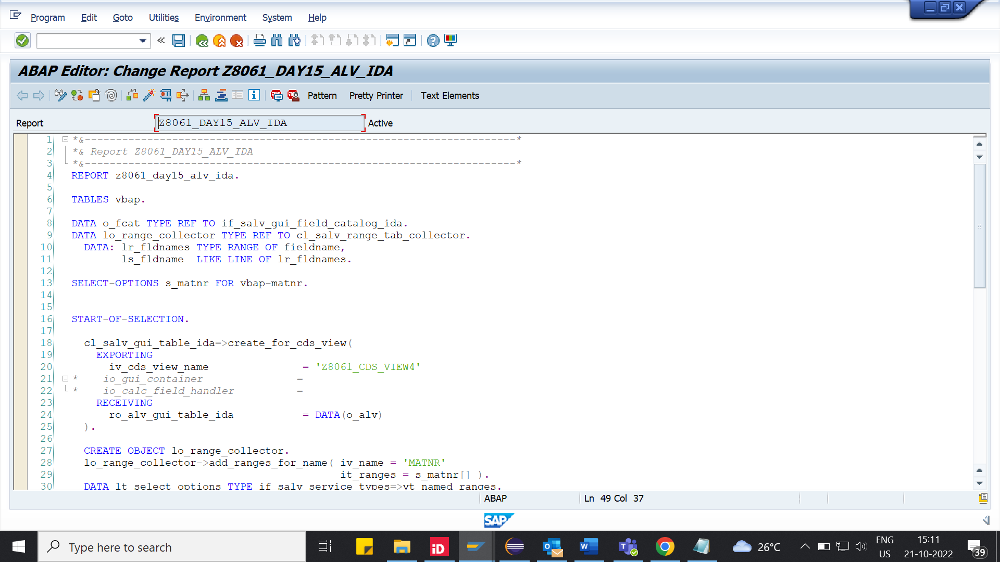 Program Edit Goto Utilities Environment System Help
ABAP Editor: Change Report Z8061_DAY15_ALV_IDA
Pattern Pretty Printer Text Elements
Report Z8061_DAY15_ALV_IDA Active
1 *&---------------------------------------------------------------------*
2 *& Report Z8061_DAY15_ALV_IDA
3 *&---------------------------------------------------------------------*
4 REPORT z8061_day15_alv_ida.
5
6 TABLES vbap.
7
8 DATA o_fcat TYPE REF TO if_salv_gui_field_catalog_ida.
9 DATA lo_range_collector TYPE REF TO cl_salv_range_tab_collector.
10 DATA: lr_fldnames TYPE RANGE OF fieldname,
11 ls_fldname LIKE LINE OF lr_fldnames.
12
13 SELECT-OPTIONS s_matnr FOR vbap-matnr.
14
15
16 START-OF-SELECTION.
17
18 cl_salv_gui_table_ida=>create_for_cds_view(
19 EXPORTING
20 iv_cds_view_name = 'Z8061_CDS_VIEW4'
21 * io_gui_container =
22 * io_calc_field_handler =
23 RECEIVING
24 ro_alv_gui_table_ida = DATA(o_alv)
25 ).
26
27 CREATE OBJECT lo_range_collector.
28 lo_range_collector->add_ranges_for_name( iv_name = 'MATNR'
29 it_ranges = s_matnr[] ).
30 DATA lt_select_options TYPE if_salv_service_types=>yt_named_ranges.
ABAP Ln 49 Col 37
SAP
Type here to search
26°C
ENG
US
15:11
21-10-2022
39